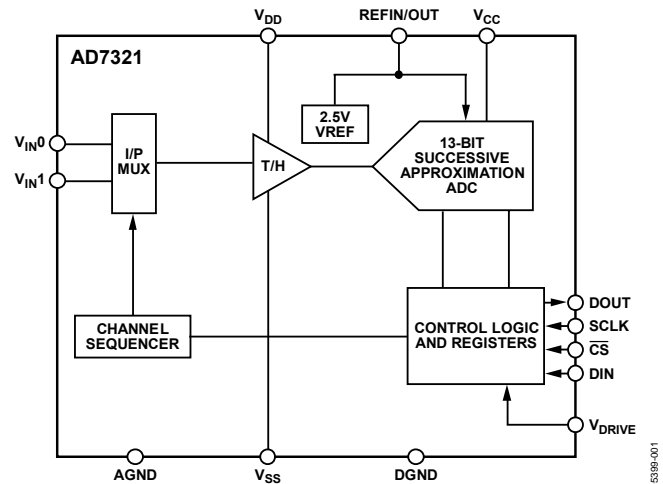 VDD
REFIN/OUT
VCC
AD7321
2.5V
VREF
13-BIT
SUCCESSIVE
APPROXIMATION
ADC
VIN0
I/P
MUX
T/H
VIN1
DOUT
CHANNEL
SEQUENCER
CONTROL LOGIC
AND REGISTERS
SCLK
CS
DIN
VDRIVE
AGND
VSS
DGND
5399-001